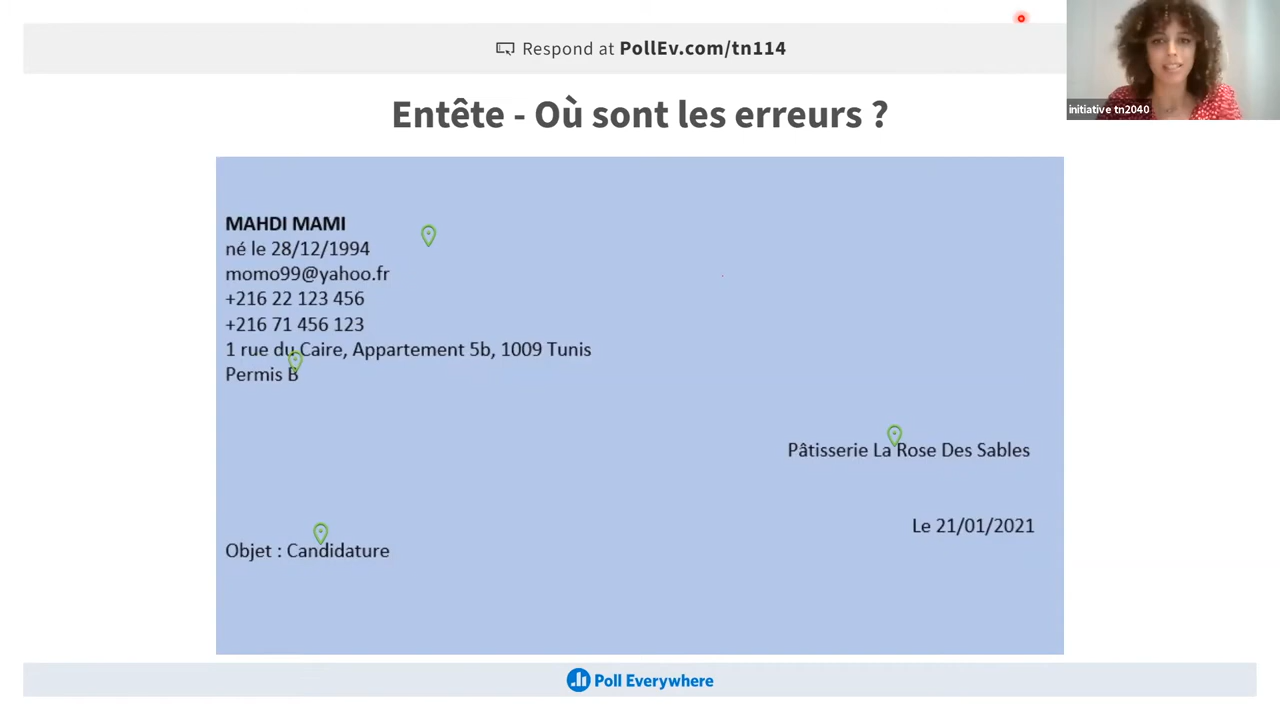 Respond at PollEv.com/tn114
initiative tn2040
Entête - Où sont les erreurs ?
MAHDI MAMI
né le 28/12/1994
momo99@yahoo.fr
+216 22 123 456
+216 71 456 123
1 rue du Caire, Appartement 5b, 1009 Tunis
Permis B
Pâtisserie La Rose Des Sables
Le 21/01/2021
Objet : Candidature
Poll Everywhere